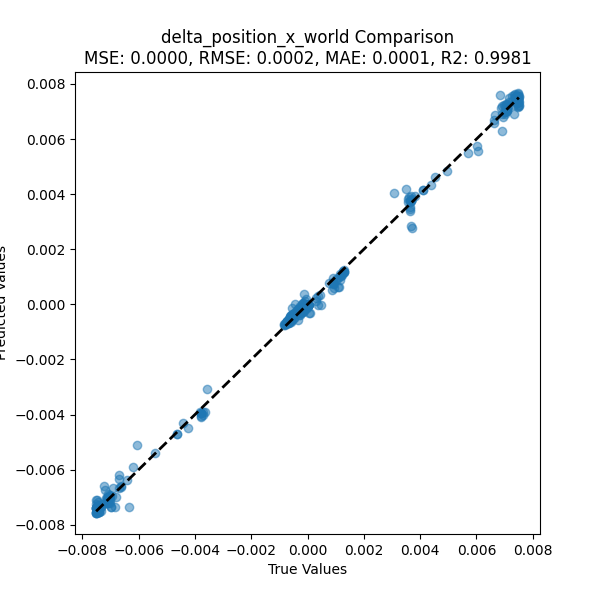 delta_position_x_world Comparison
MSE: 0.0000, RMSE: 0.0002, MAE: 0.0001, R2: 0.9981
0.008
0.006
0.004
0.002
0.000
−0.002
−0.004
−0.006
−0.008
Predicted Values
−0.008 −0.006 −0.004 −0.002 0.000 0.002 0.004 0.006 0.008
True Values